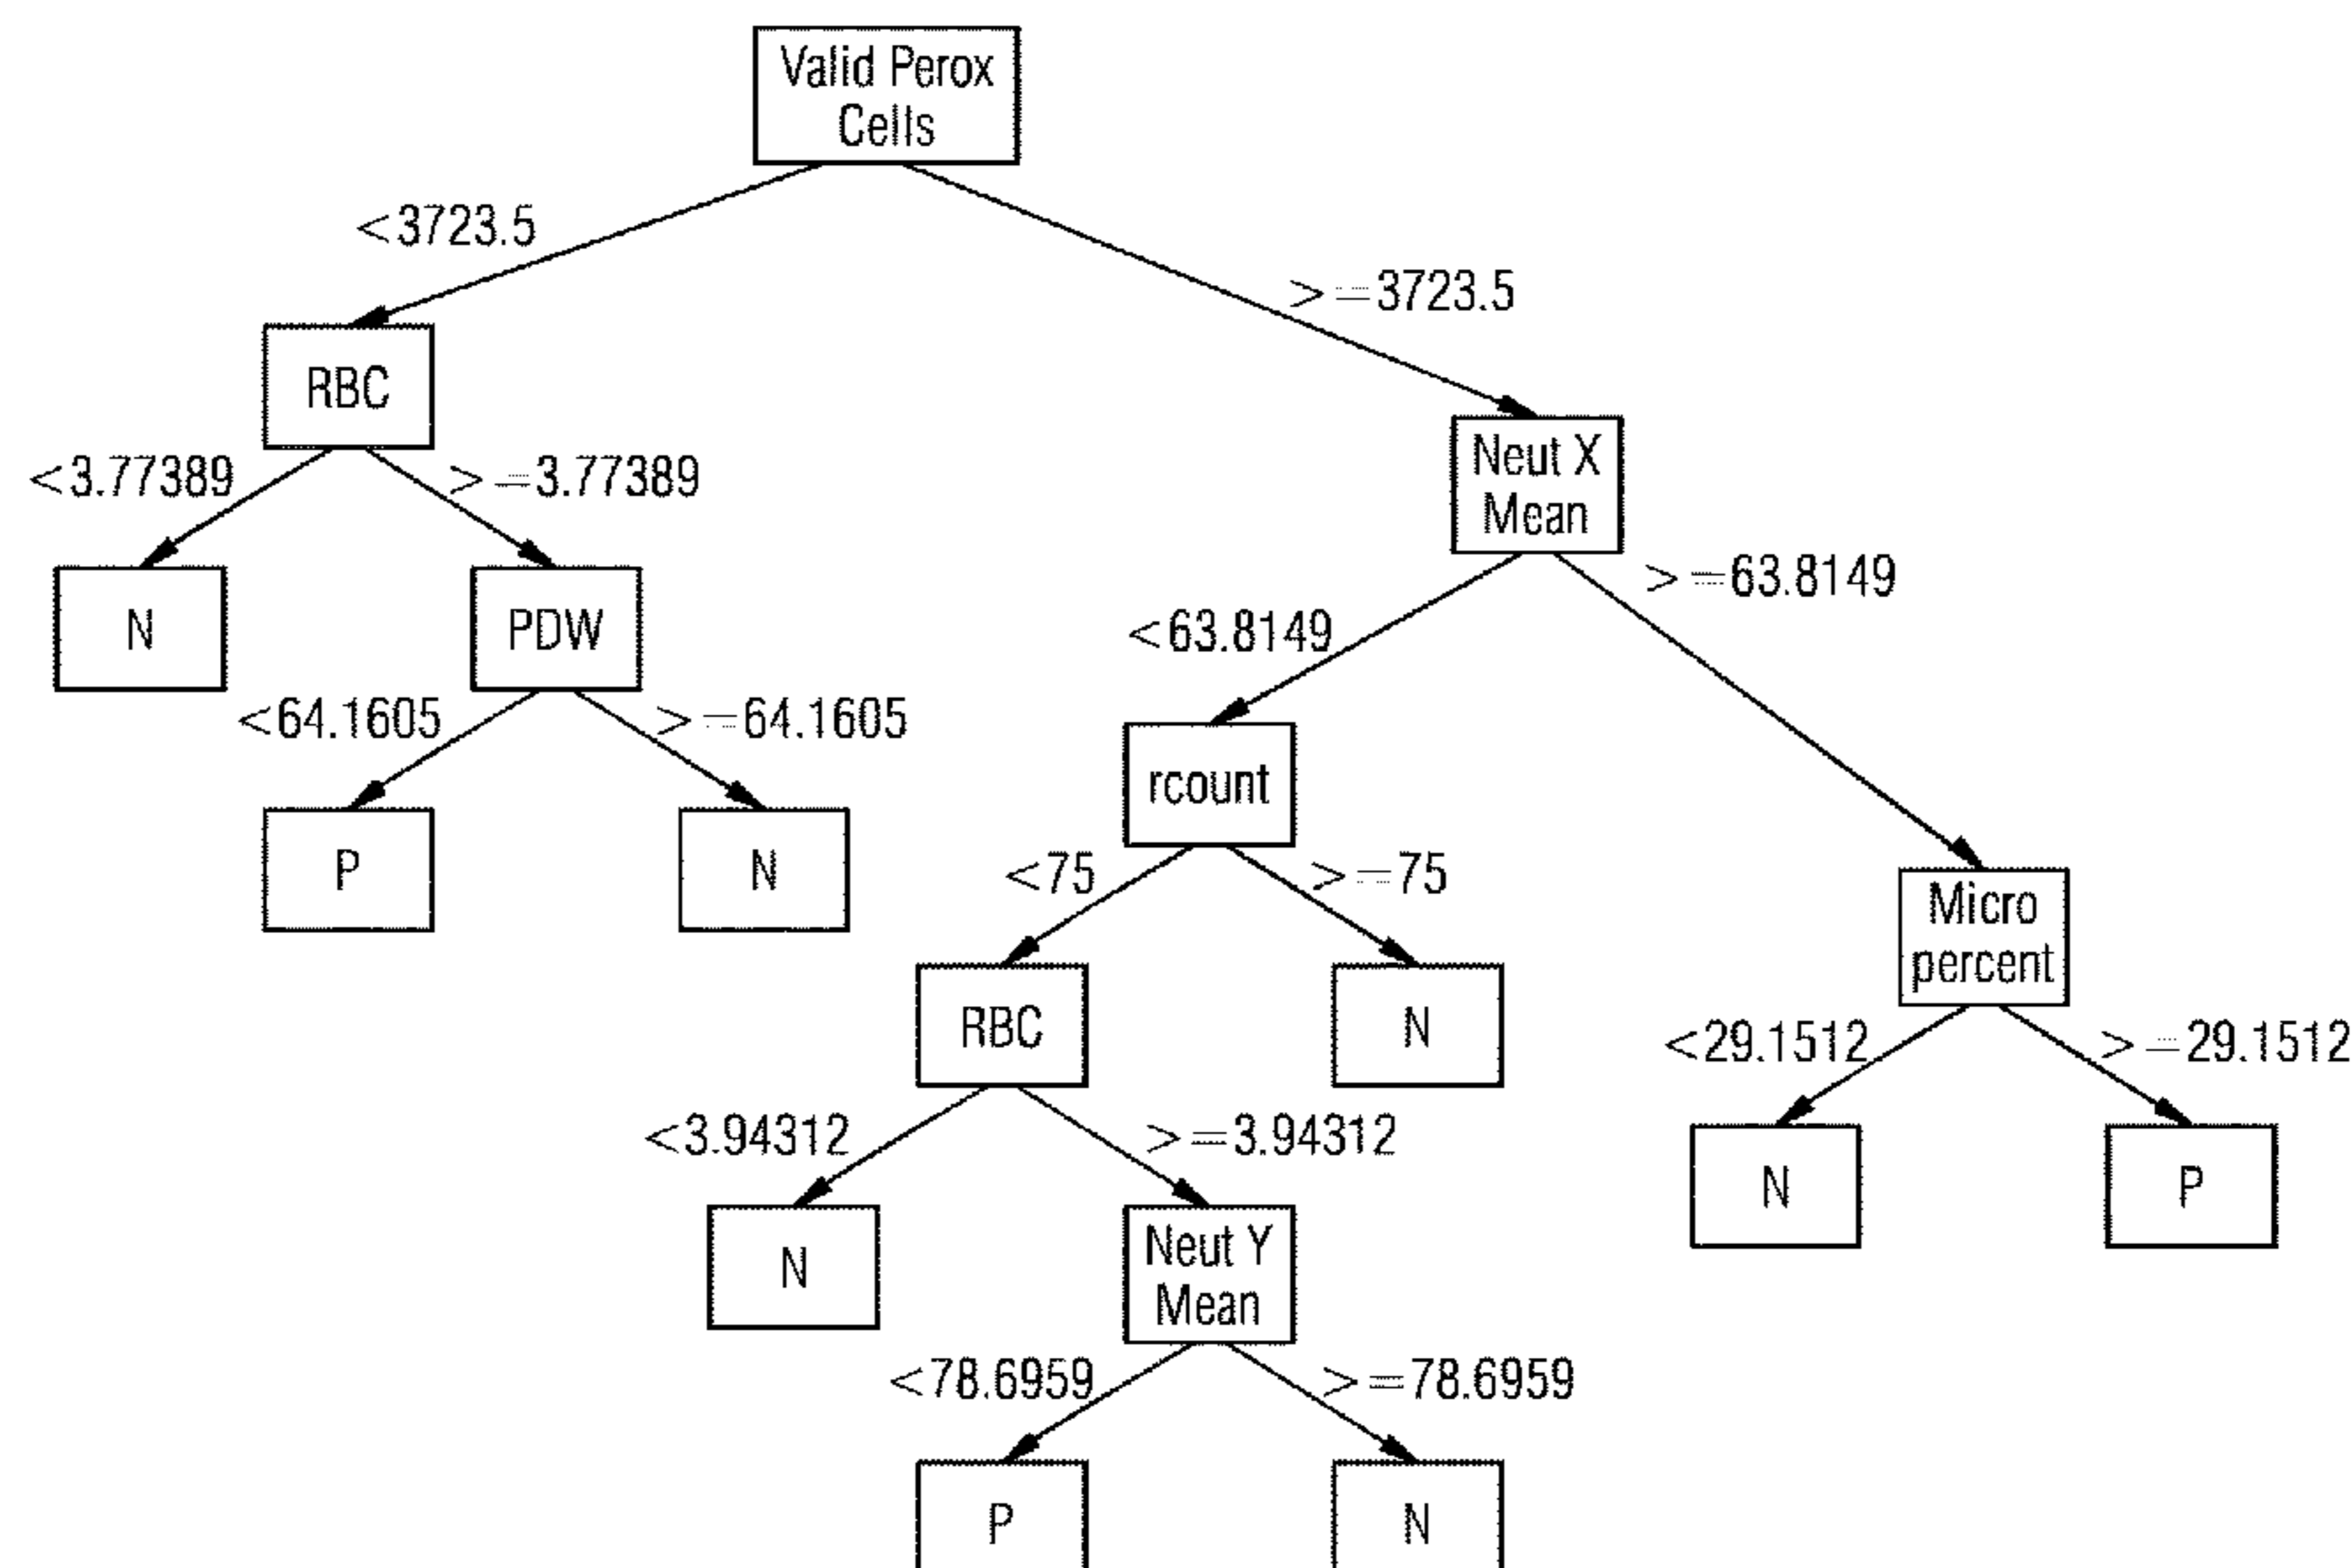 Valid Perox
Cells
<3723.5
>=3723.5
RBC
Neut X
Mean
<3.77389
>=3.77389
>=63.8149
<63.8149
N
PDW
<64.1605
>=64.1605
rcount
P
N
<75
>=75
Micro
percent
RBC
N
<29.1512
>=29.1512
<3.94312
>=3.94312
N
P
N
Neut Y
Mean
<78.6959
>=78.6959
P
N